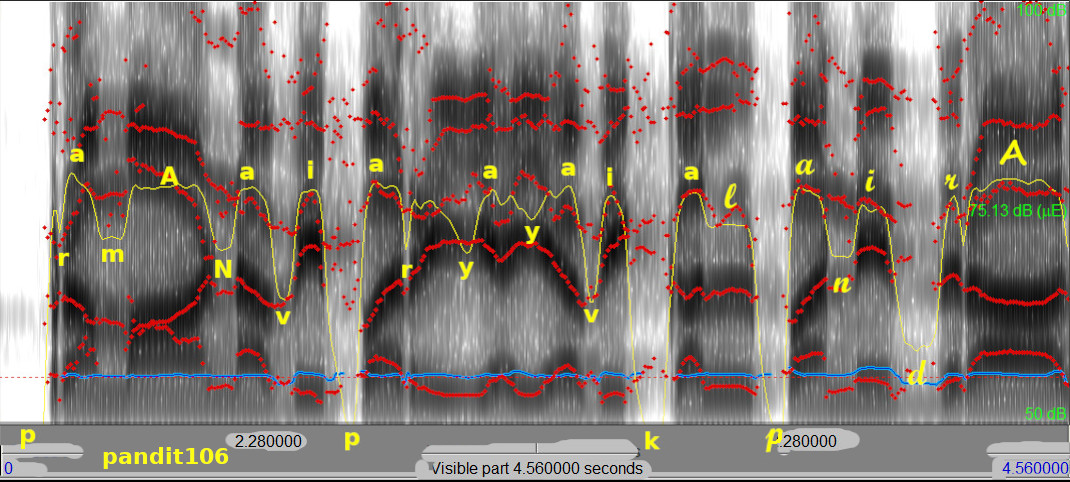 100 dB
a A a i a a a i a l a i r A
75.13 dB (µE)
r m N v r y y v n
d
50 dB
p 2.280000 p k p .280000
0 pandit106 Visible part 4.560000 seconds 4.560000